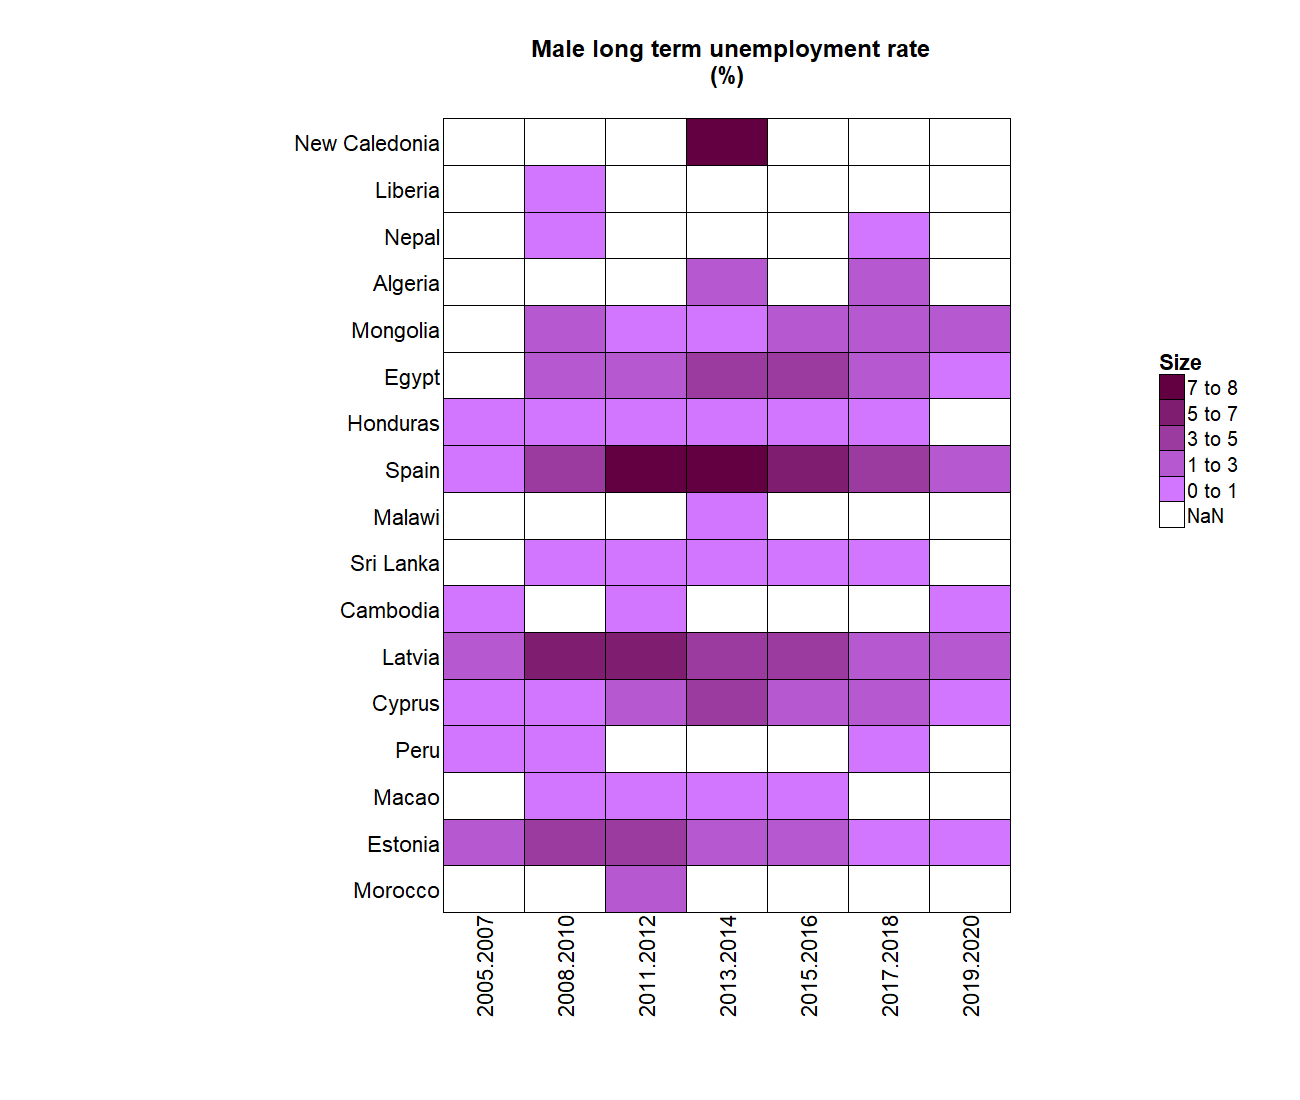 Male long term unemployment rate
(%)
New Caledonia
Liberia
Nepal
Algeria
Mongolia
Egypt
Honduras
Spain
Malawi
Sri Lanka
Cambodia
Latvia
Cyprus
Peru
Macao
Estonia
Morocco
2005.2007
2008.2010
2011.2012
2013.2014
2015.2016
2017.2018
2019.2020
Size
7 to 8
5 to 7
3 to 5
1 to 3
0 to 1
NaN